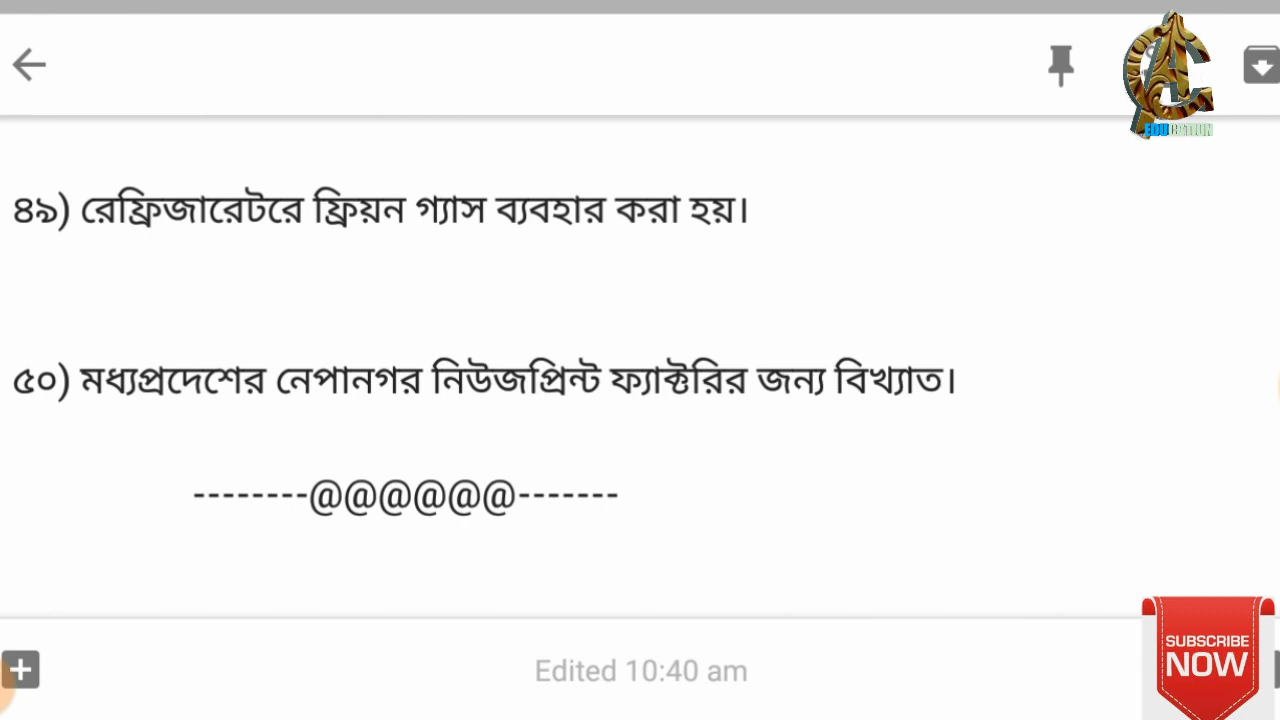 EDUCATION
৪৯) রেফ্রিজারেটরে ফ্রিয়ন গ্যাস ব্যবহার করা হয়।
৫০) মধ্যপ্রদেশের নেপানগর নিউজপ্রিন্ট ফ্যাক্টরির জন্য বিখ্যাত।
--------@@@@@@-------
Edited 10:40 am
SUBSCRIBE
NOW